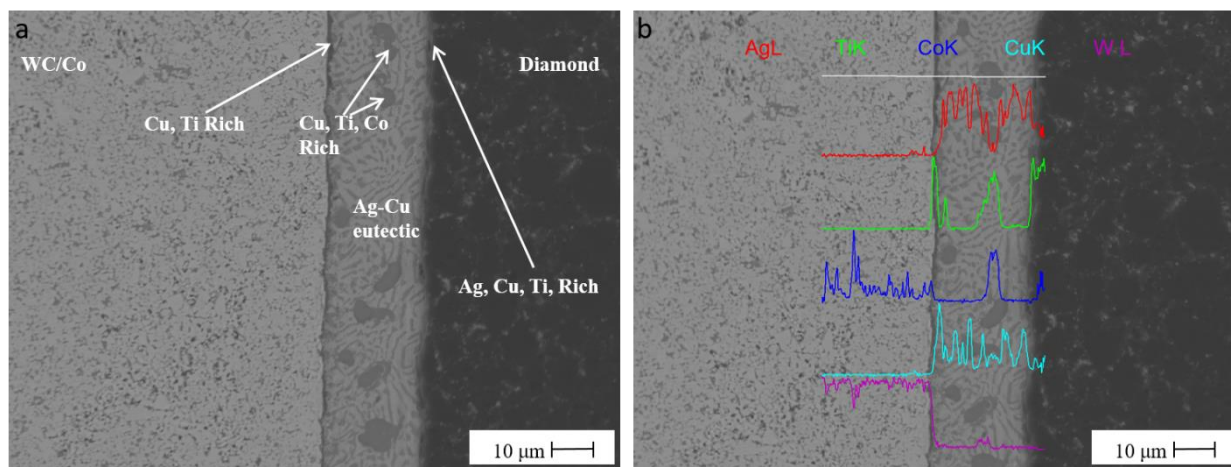 a
WC/Co
Diamond
Cu, Ti Rich
Cu, Ti, Co
Rich
Ag-Cu
eutectic
Ag, Cu, Ti, Rich
10 μm
b
AgL
TiK
CoK
CuK
W L
10 μm